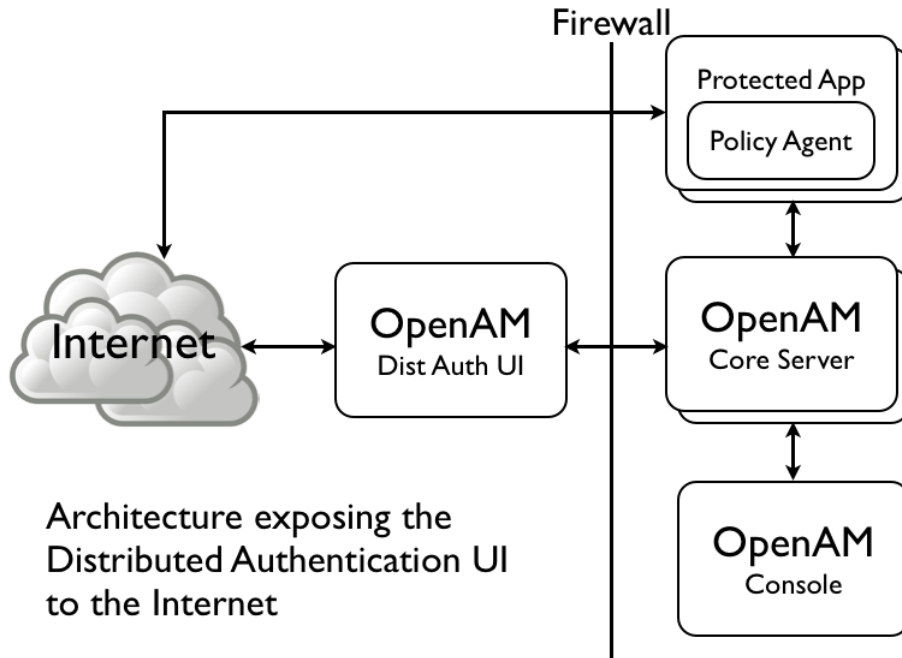 Firewall
Protected App
Policy Agent
Internet
OpenAM
Dist Auth UI
OpenAM
Core Server
OpenAM
Console
Architecture exposing the
Distributed Authentication UI
to the Internet